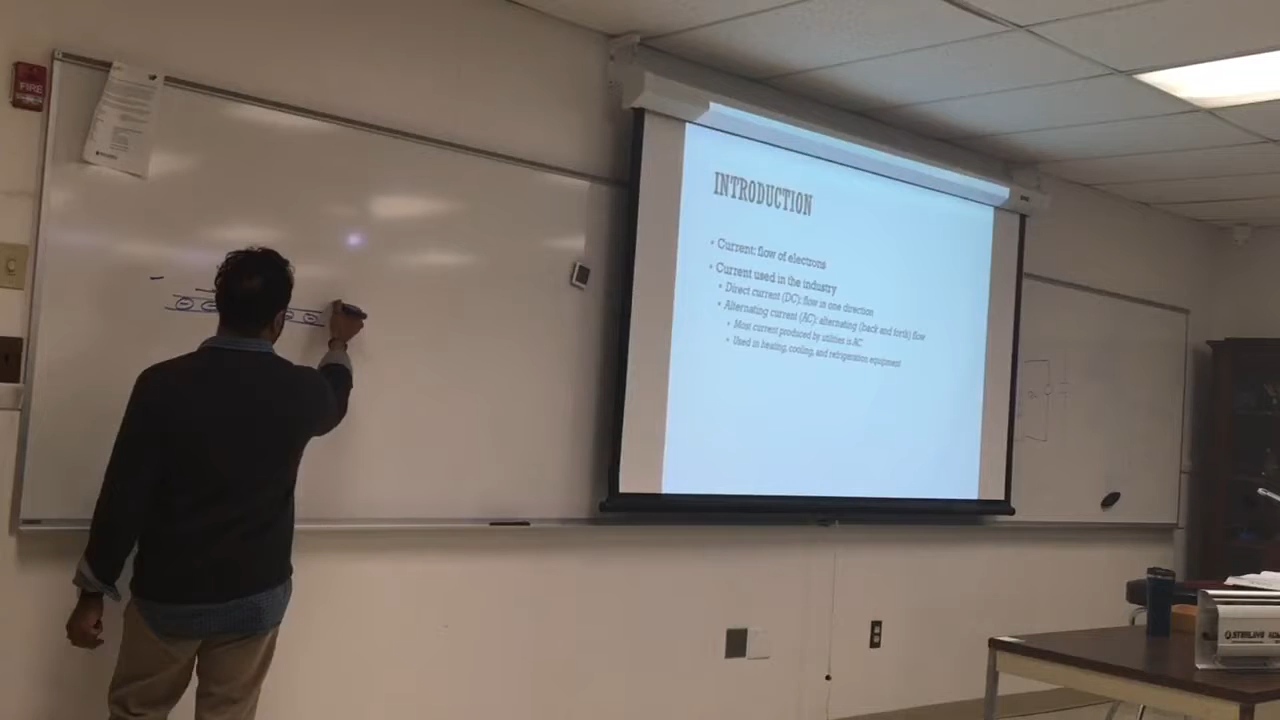 FIRE
INTRODUCTION
• Current: flow of electrons
• Current used in the industry
• Direct current (DC): flow in one direction
• Alternating current (AC): alternating (back and forth) flow
• Most current produced by utilities is AC
• Used in heating, cooling, and refrigeration equipment
STERLING